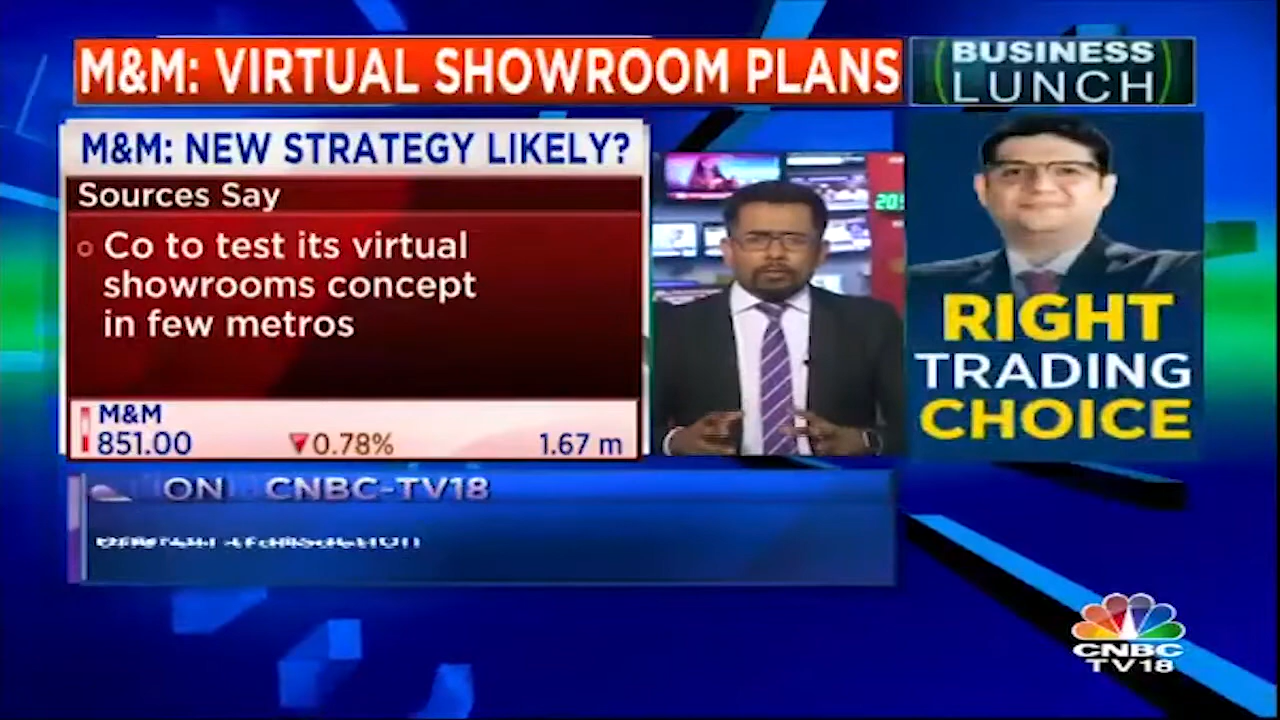 M&M: VIRTUAL SHOWROOM PLANS
BUSINESS
LUNCH
M&M: NEW STRATEGY LIKELY?
Sources Say
Co to test its virtual
showrooms concept
in few metros
M&M
851.00 ▼0.78% 1.67 m
RIGHT
TRADING
CHOICE
ON CNBC-TV18
CNBC
TV18